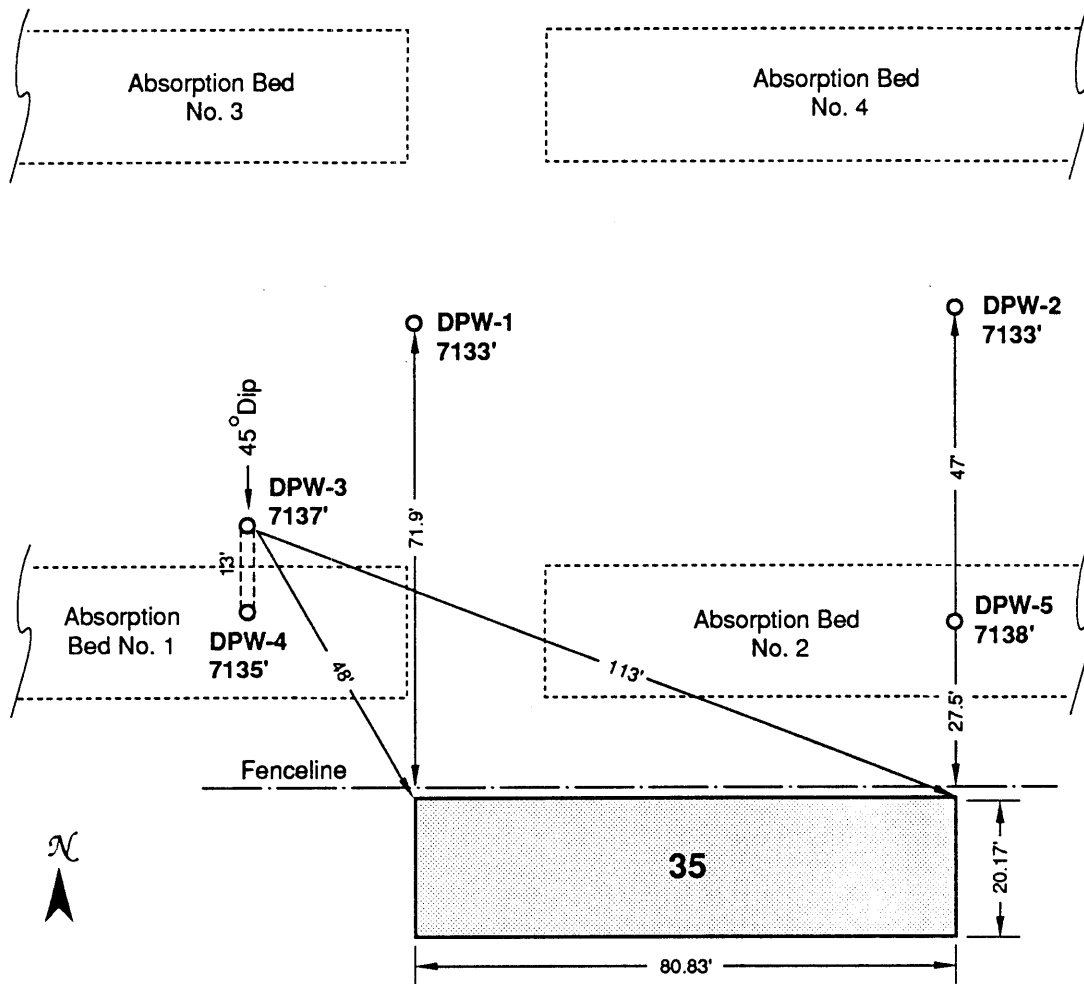 Absorption Bed
No. 3
Absorption Bed
No. 4
DPW-1
7133'
DPW-2
7133'
45° Dip
DPW-3
7137'
71.9'
47'
13'
Absorption
Bed No. 1
DPW-4
7135'
Absorption Bed
No. 2
DPW-5
7138'
48'
113'
27.5'
Fenceline
35
20.17'
N
80.83'